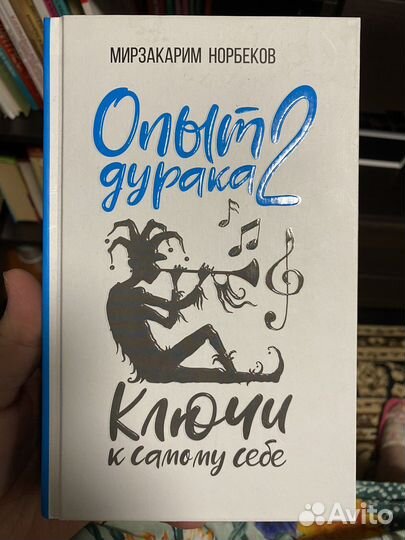 МИРЗАКАРИМ НОРБЕКОВ
Опыт
дурака 2
Ключи
к самому себе
Avito